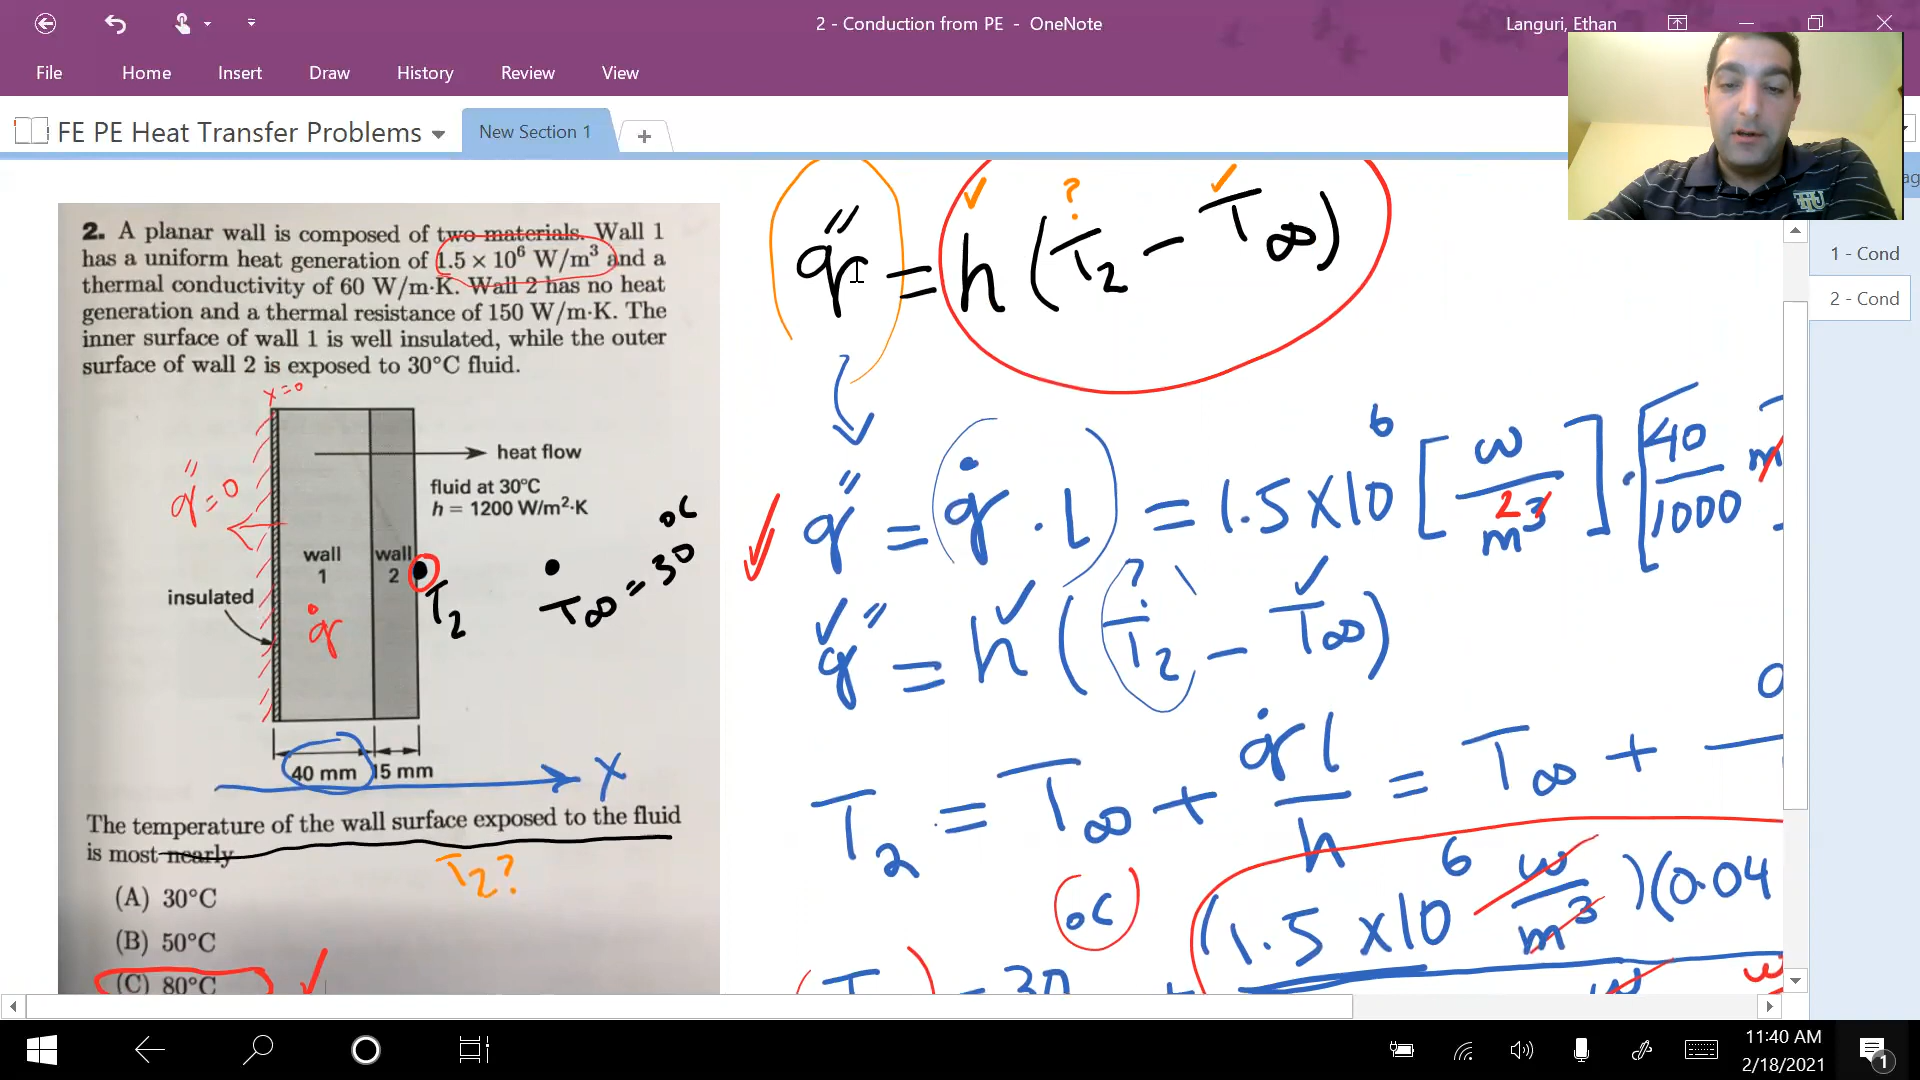 2 - Conduction from PE - OneNote
Languri, Ethan
File Home Insert Draw History Review View
FE PE Heat Transfer Problems
New Section 1
+
1 - Cond
2 - Cond
2. A planar wall is composed of two materials. Wall 1
has a uniform heat generation of 1.5 × 10⁶ W/m³ and a
thermal conductivity of 60 W/m·K. Wall 2 has no heat
generation and a thermal resistance of 150 W/m·K. The
inner surface of wall 1 is well insulated, while the outer
surface of wall 2 is exposed to 30°C fluid.
x=0
heat flow
fluid at 30°C
h = 1200 W/m²·K
q″=0
wall
1
wall
2
insulated
q̇
T₂
T∞ = 30 °C
40 mm 15 mm
X
The temperature of the wall surface exposed to the fluid
is most nearly
T₂?
(A) 30°C
(B) 50°C
(C) 80°C
✓ ? ✓
q″ = h (T₂ - T∞)
q″ = q̇ · L = 1.5 X 10⁶ [w/m³ 2] · [40/1000 m
✓ ✓ ? ✓
q″ = h (T₂ - T∞)
T₂ = T∞ + q̇ L / h = T∞ +
°C
(1.5 X10⁶ w/m³)(0.04
30 +
w
w
11:40 AM
2/18/2021
1